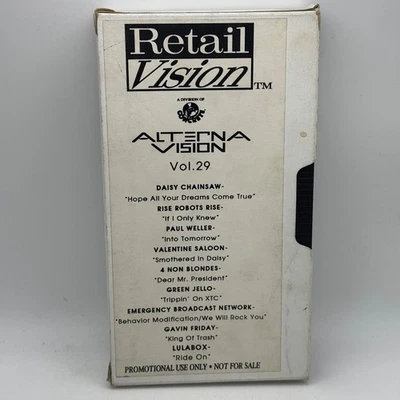 Retail
Vision TM
A DIVISION OF
CONCRETE
ALTERNA
VISION
Vol.29
DAISY CHAINSAW-
"Hope All Your Dreams Come True"
RISE ROBOTS RISE-
"If I Only Knew"
PAUL WELLER-
"Into Tomorrow"
VALENTINE SALOON-
"Smothered In Daisy"
4 NON BLONDES-
"Dear Mr. President"
GREEN JELLO-
"Trippin' On XTC"
EMERGENCY BROADCAST NETWORK-
"Behavior Modification/We Will Rock You"
GAVIN FRIDAY-
"King Of Trash"
LULABOX-
"Ride On"
PROMOTIONAL USE ONLY • NOT FOR SALE